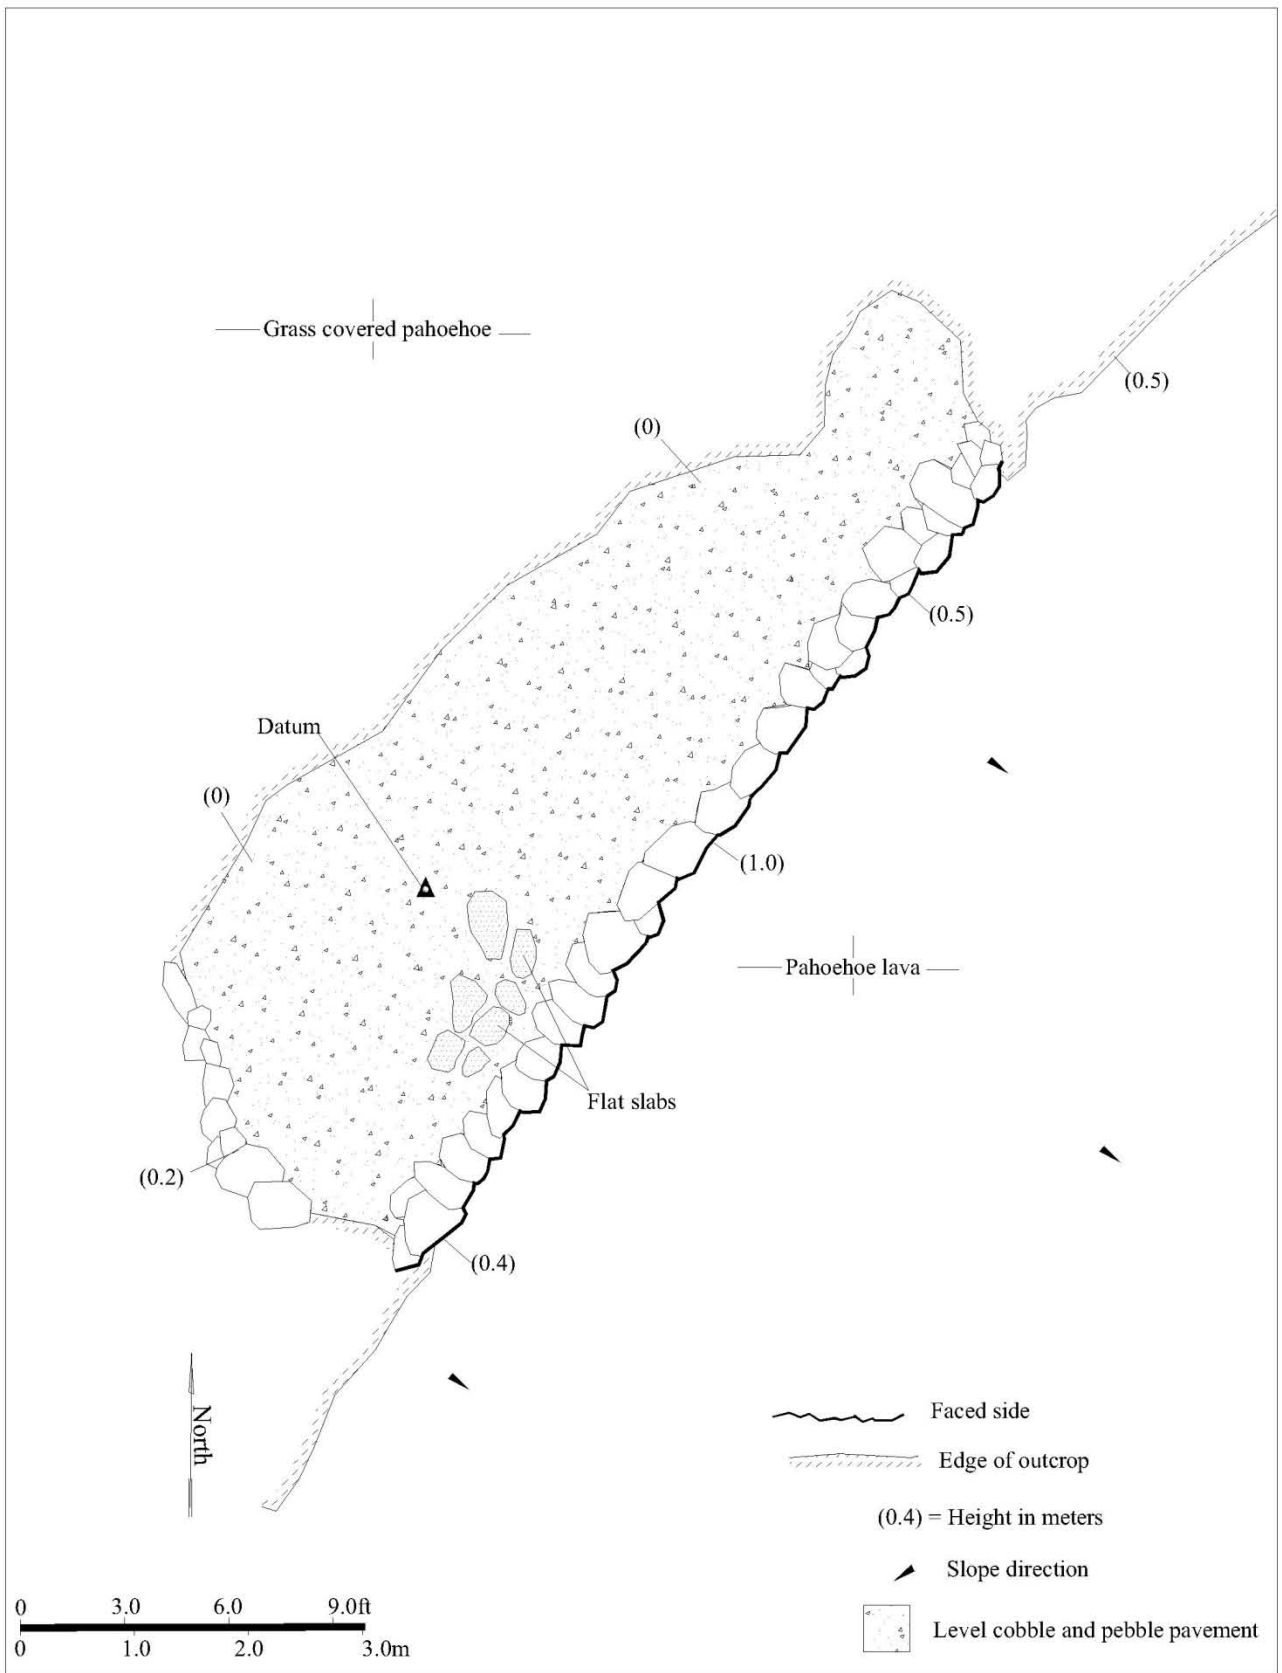 (0.5)
Grass covered pahoehoe
(0)
(0.5)
Datum
(0)
(1.0)
Pahoehoe lava
Flat slabs
(0.2)
(0.4)
North
Faced side
Edge of outcrop
(0.4) = Height in meters
Slope direction
Level cobble and pebble pavement
0 3.0 6.0 9.0ft
0 1.0 2.0 3.0m